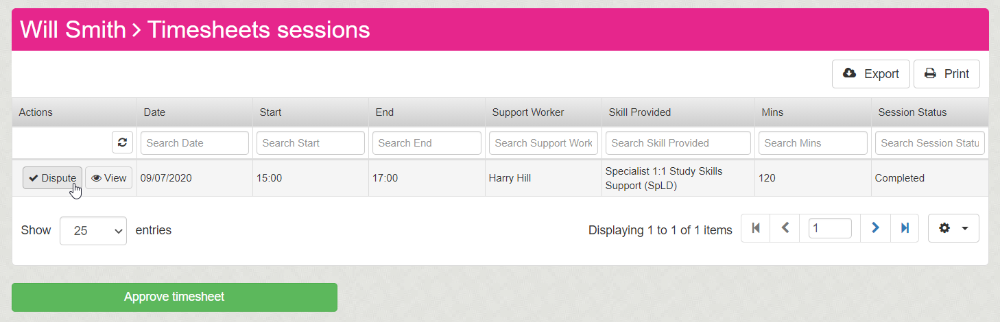 Will Smith > Timesheets sessions
Export Print
Actions Date Start End Support Worker Skill Provided Mins Session Status
Search Date Search Start Search End Search Support Work Search Skill Provided Search Mins Search Session Statu
Dispute View 09/07/2020 15:00 17:00 Harry Hill Specialist 1:1 Study Skills 120 Completed
Support (SpLD)
Show 25 entries Displaying 1 to 1 of 1 items 1
Approve timesheet